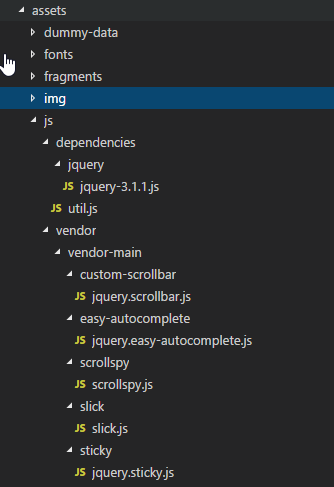 assets
dummy-data
fonts
fragments
img
js
dependencies
jquery
JS jquery-3.1.1.js
JS util.js
vendor
vendor-main
custom-scrollbar
JS jquery.scrollbar.js
easy-autocomplete
JS jquery.easy-autocomplete.js
scrollspy
JS scrollspy.js
slick
JS slick.js
sticky
JS jquery.sticky.js